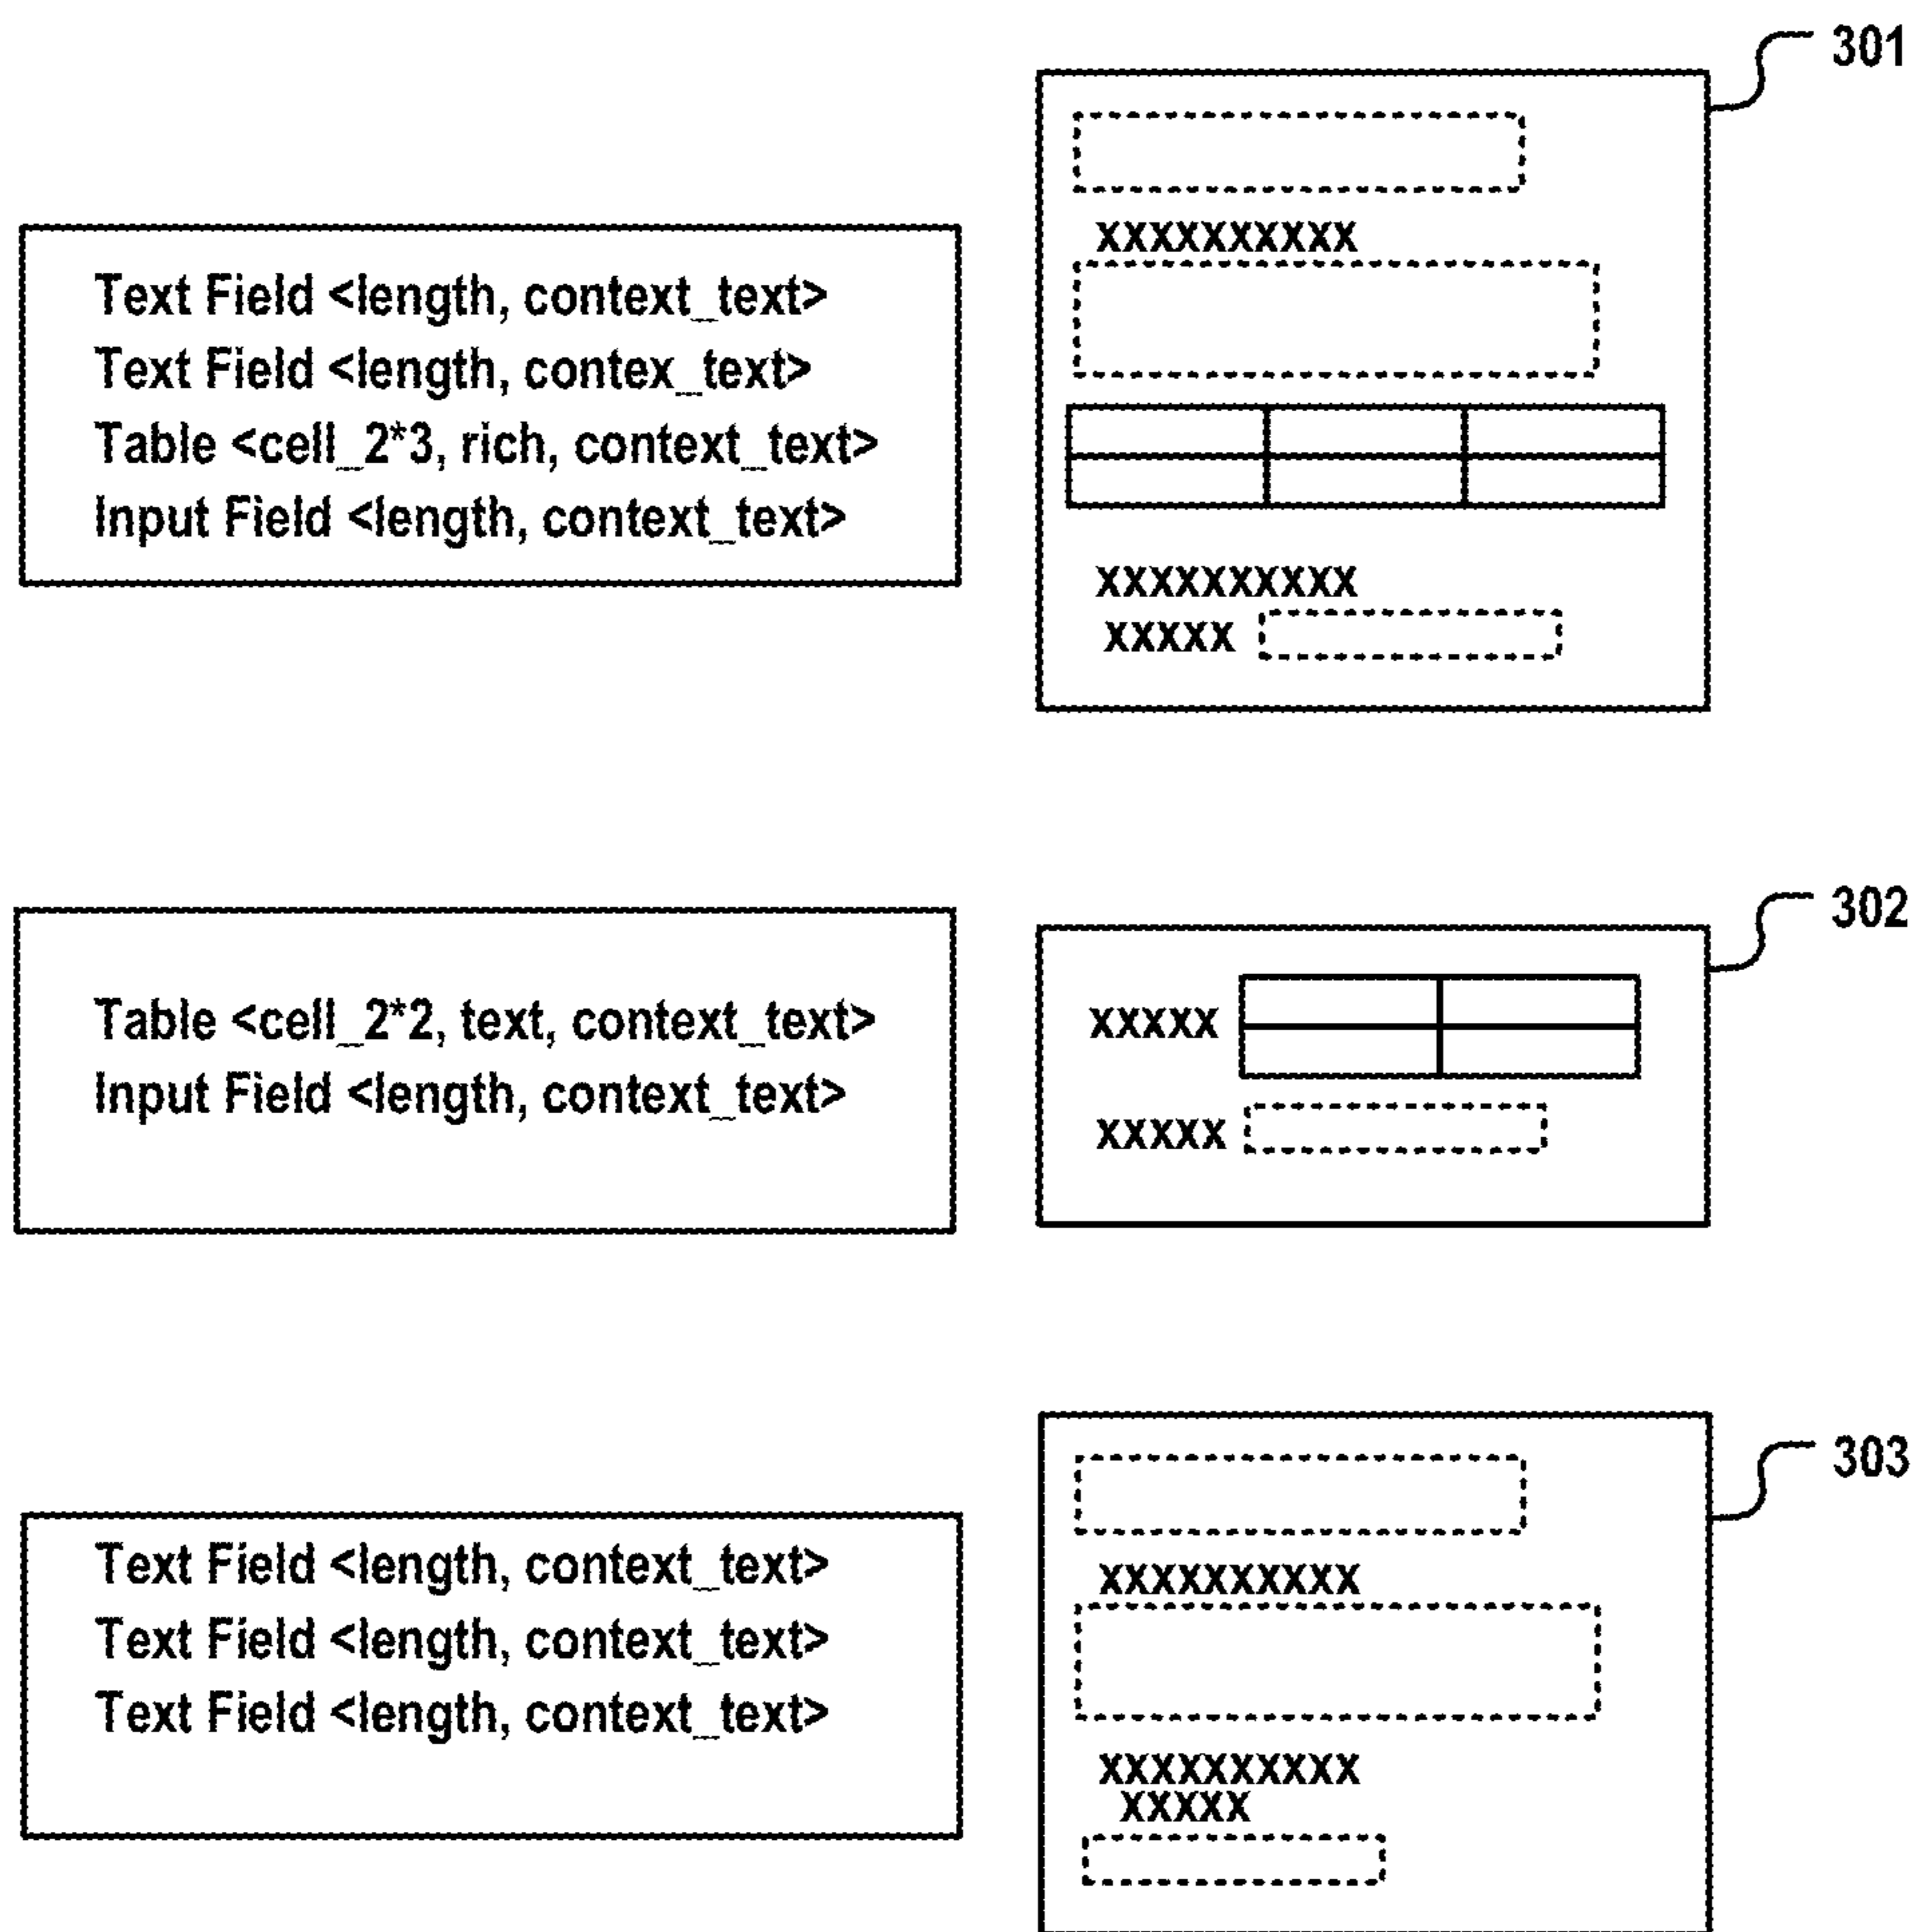 301
XXXXXXXXXX
Text Field <length, context_text>
Text Field <length, contex_text>
Table <cell_2*3, rich, context_text>
Input Field <length, context_text>
XXXXXXXXXX
XXXXX
302
Table <cell_2*2, text, context_text>
Input Field <length, context_text>
XXXXX
XXXXX
303
Text Field <length, context_text>
Text Field <length, context_text>
Text Field <length, context_text>
XXXXXXXXXX
XXXXXXXXXX
XXXXX